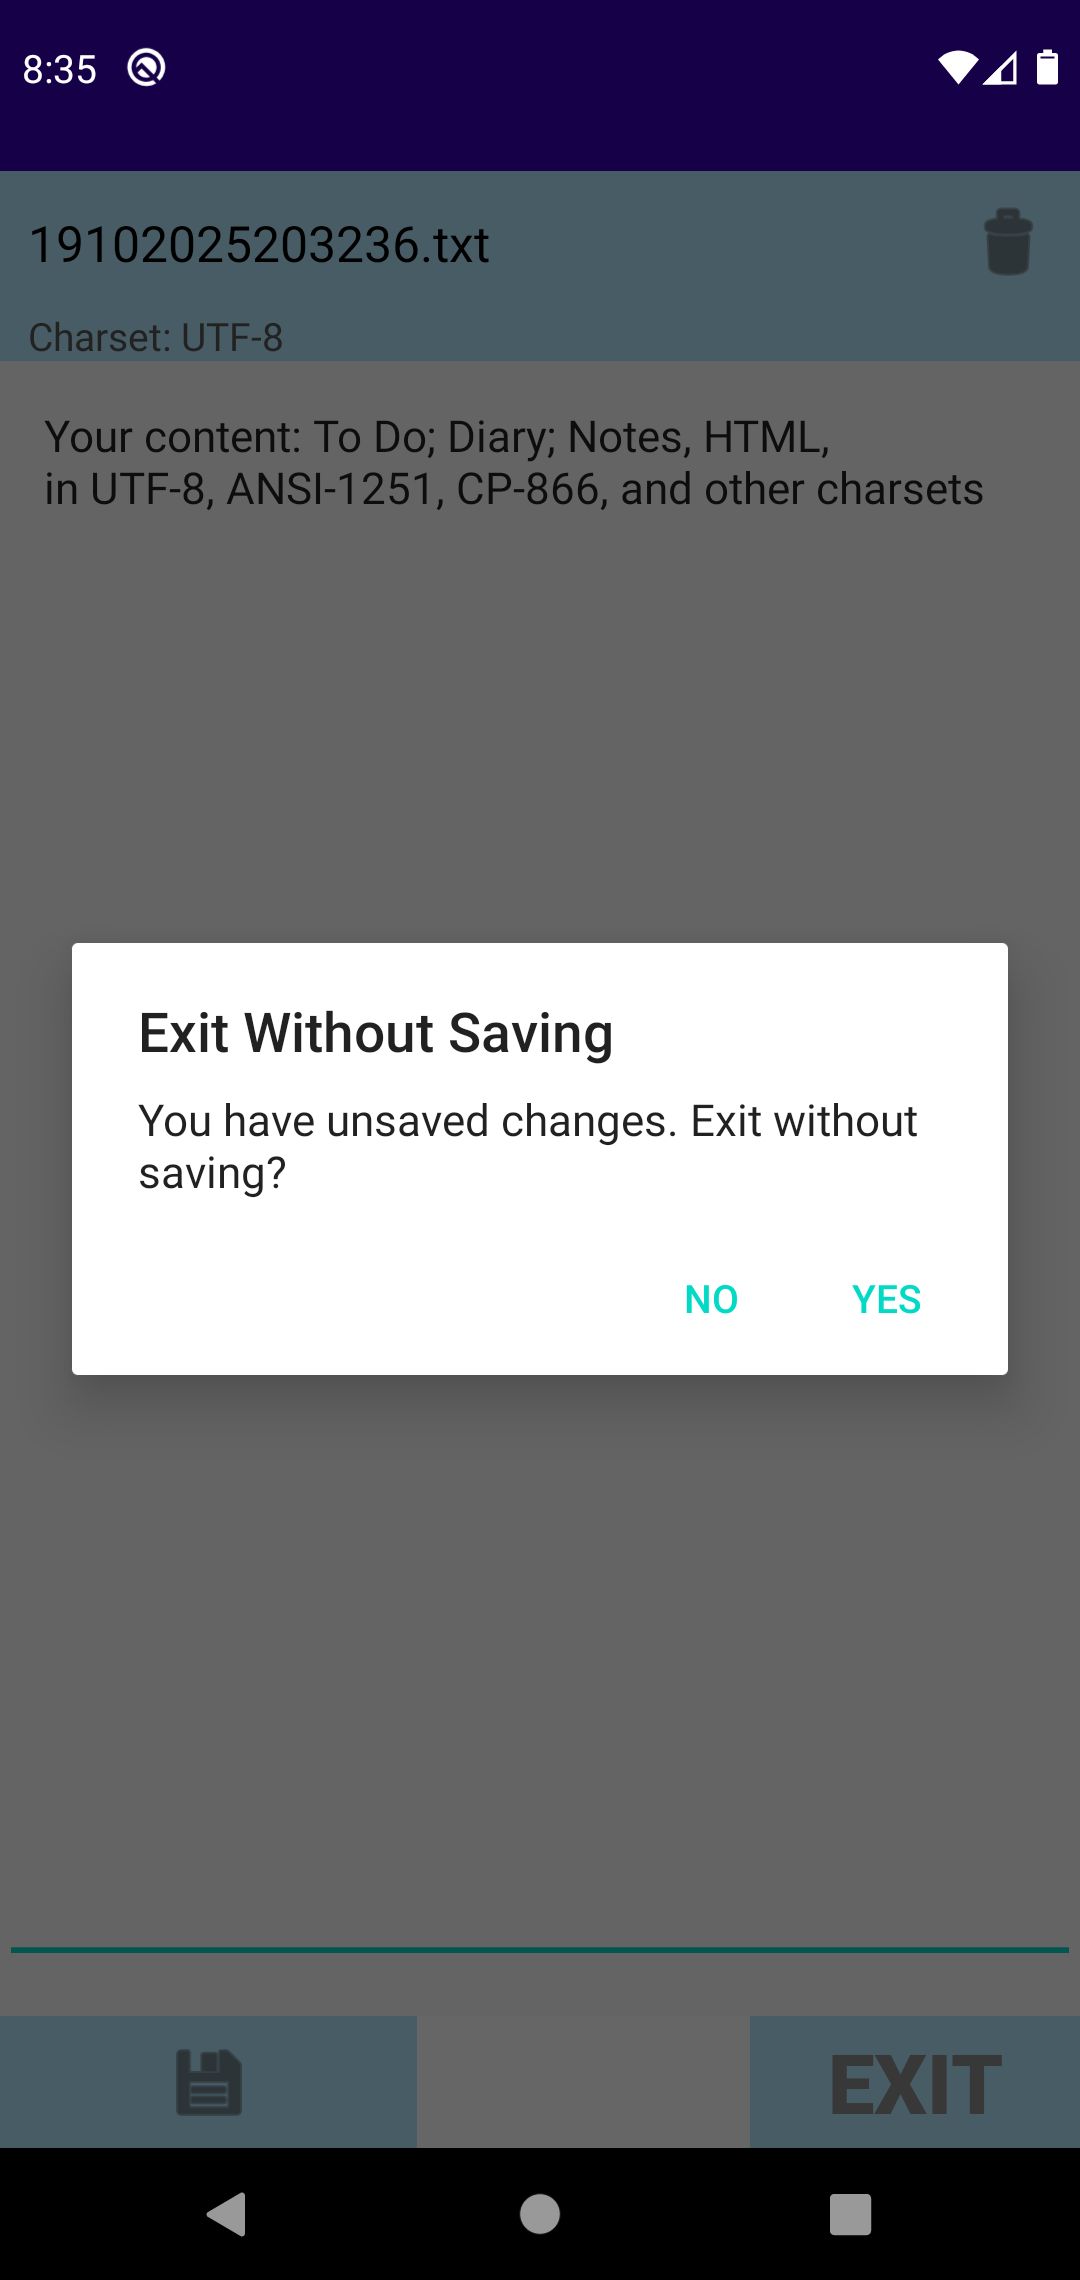 8:35
19102025203236.txt
Charset: UTF-8
Your content: To Do; Diary; Notes, HTML,
in UTF-8, ANSI-1251, CP-866, and other charsets
Exit Without Saving
You have unsaved changes. Exit without
saving?
NO YES
EXIT